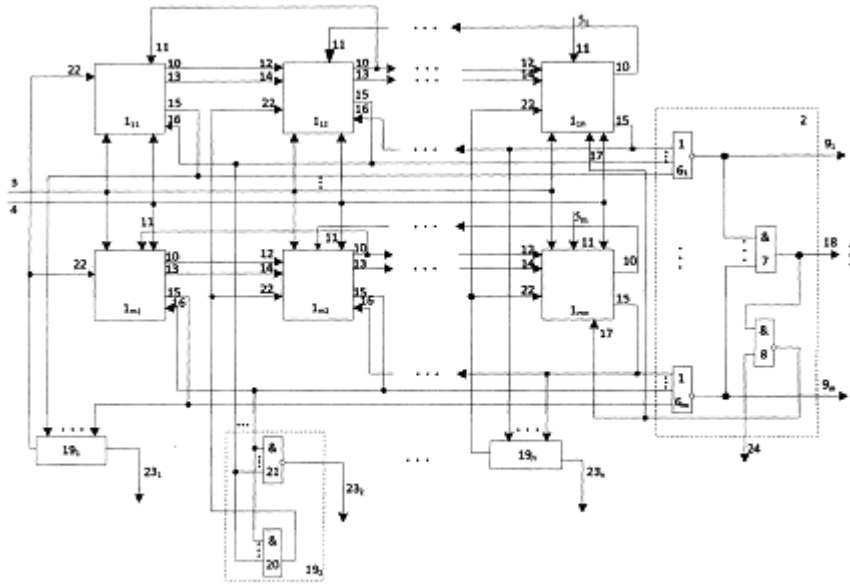 11 10 12 10 11 12 5₁ 11 10
22 13 14 13 14
15 15 22 15 2
16 22 16
1₁₁ 1₁₂ 1₁ₙ
17 1 9₁
6₁
3
4
11 11 5ₘ 11 & 18
7
10 12 10 12 10
22 13 14 13 14
15 22 15 22 15 &
16 16 8
1ₘ₁ 1ₘ₂ 1ₘₙ
17
1 9ₘ
6ₘ
24
19₁ & 19ₙ
23₁ 21 23₂ 23ₙ
&
20 19₂